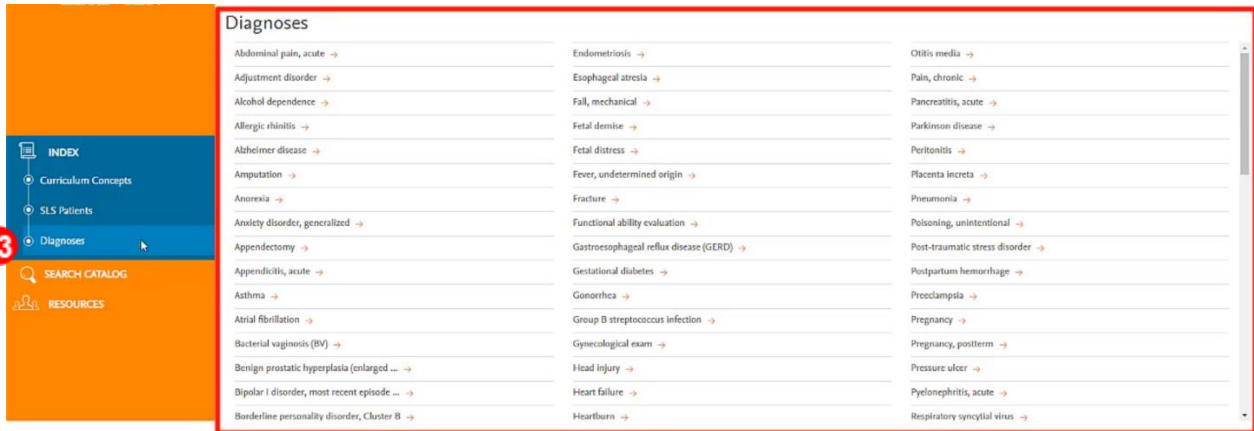 Diagnoses
Abdominal pain, acute →
Adjustment disorder →
Alcohol dependence →
Allergic rhinitis →
Alzheimer disease →
Amputation →
Anorexia →
Anxiety disorder, generalized →
Appendectomy →
Appendicitis, acute →
Asthma →
Atrial fibrillation →
Bacterial vaginosis (BV) →
Benign prostatic hyperplasia (enlarged ... →
Bipolar I disorder, most recent episode ... →
Borderline personality disorder, Cluster B →
Endometriosis →
Esophageal atresia →
Fall, mechanical →
Fetal demise →
Fetal distress →
Fever, undetermined origin →
Fracture →
Functional ability evaluation →
Gastroesophageal reflux disease (GERD) →
Gestational diabetes →
Gonorrhea →
Group B streptococcus infection →
Gynecological exam →
Head injury →
Heart failure →
Heartburn →
Otitis media →
Pain, chronic →
Pancreatitis, acute →
Parkinson disease →
Peritonitis →
Placenta increta →
Pneumonia →
Poisoning, unintentional →
Post-traumatic stress disorder →
Postpartum hemorrhage →
Preeclampsia →
Pregnancy →
Pregnancy, postterm →
Pressure ulcer →
Pyelonephritis, acute →
Respiratory syncytial virus →
INDEX
Curriculum Concepts
SLS Patients
3 Diagnoses
SEARCH CATALOG
RESOURCES